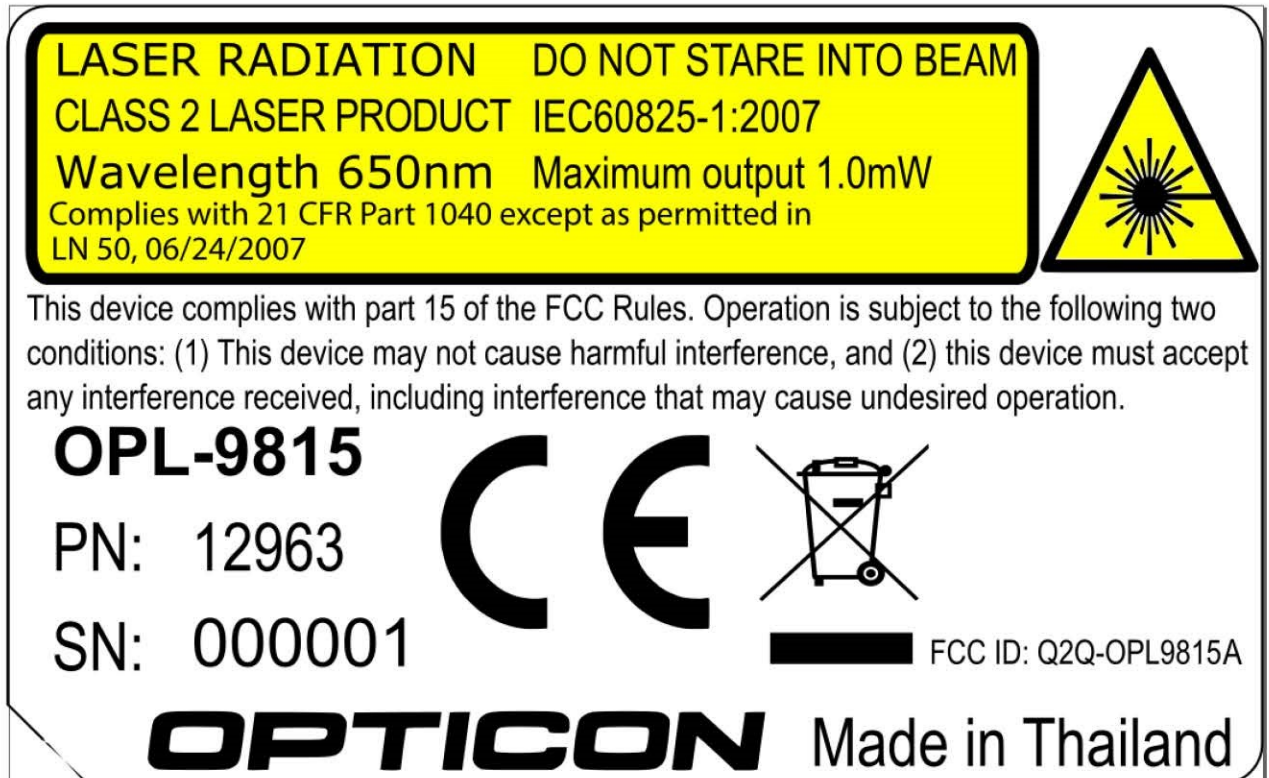 LASER RADIATION DO NOT STARE INTO BEAM
CLASS 2 LASER PRODUCT IEC60825-1:2007
Wavelength 650nm Maximum output 1.0mW
Complies with 21 CFR Part 1040 except as permitted in
LN 50, 06/24/2007
This device complies with part 15 of the FCC Rules. Operation is subject to the following two
conditions: (1) This device may not cause harmful interference, and (2) this device must accept
any interference received, including interference that may cause undesired operation.
OPL-9815
CE
PN: 12963
SN: 000001
FCC ID: Q2Q-OPL9815A
OPTICON Made in Thailand